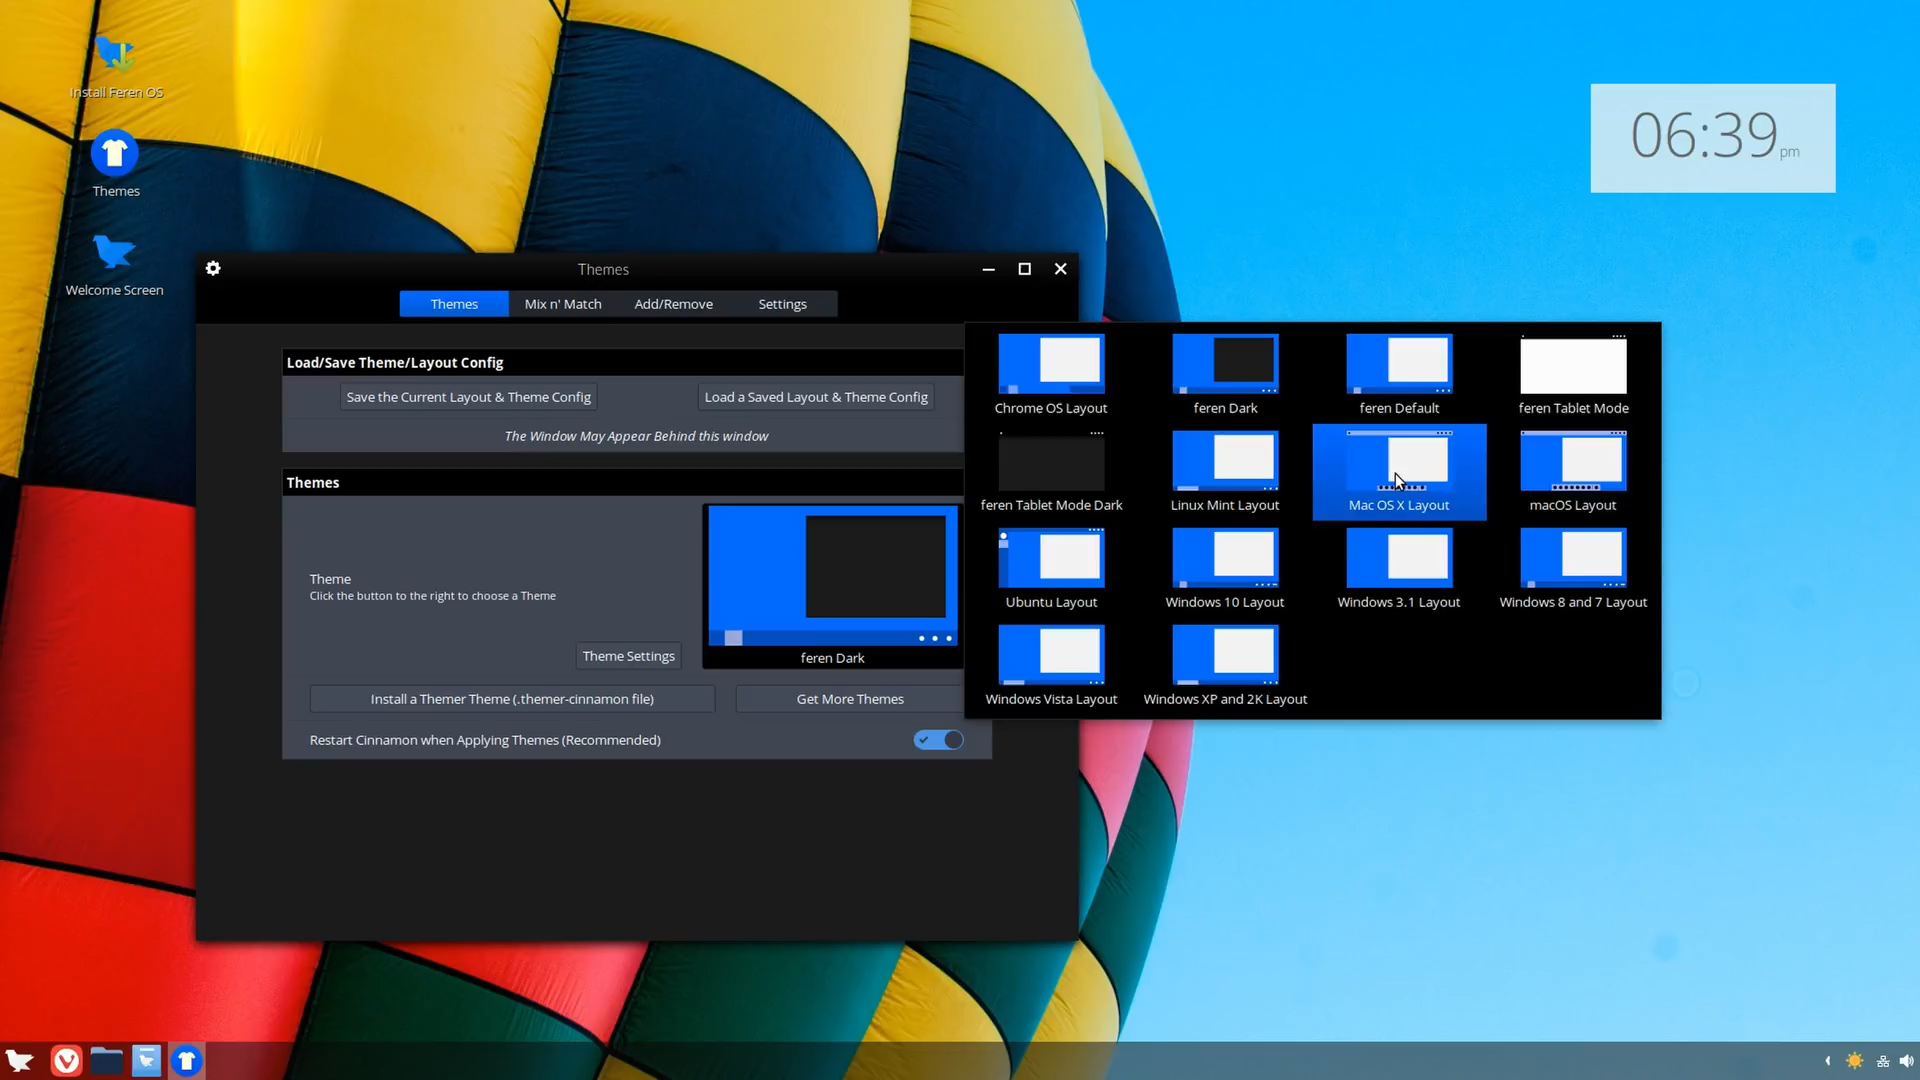 Install Feren OS
Themes
Welcome Screen
06:39 pm
Themes
Themes
Mix n' Match
Add/Remove
Settings
Load/Save Theme/Layout Config
Save the Current Layout & Theme Config
Load a Saved Layout & Theme Config
The Window May Appear Behind this window
Themes
Theme
Click the button to the right to choose a Theme
Theme Settings
feren Dark
Install a Themer Theme (.themer-cinnamon file)
Get More Themes
Restart Cinnamon when Applying Themes (Recommended)
Chrome OS Layout
feren Dark
feren Default
feren Tablet Mode
feren Tablet Mode Dark
Linux Mint Layout
Mac OS X Layout
macOS Layout
Ubuntu Layout
Windows 10 Layout
Windows 3.1 Layout
Windows 8 and 7 Layout
Windows Vista Layout
Windows XP and 2K Layout